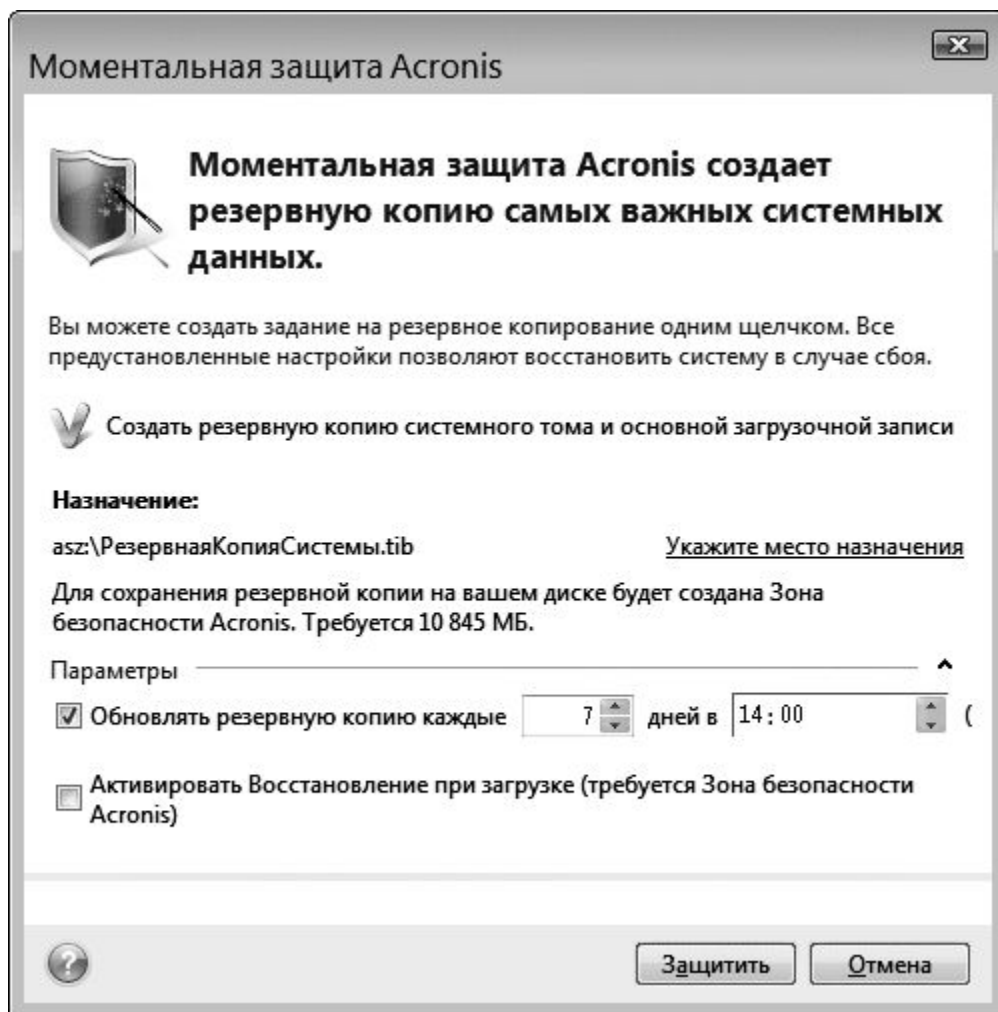 Моментальная защита Acronis
Моментальная защита Acronis создает
резервную копию самых важных системных
данных.
Вы можете создать задание на резервное копирование одним щелчком. Все
предустановленные настройки позволяют восстановить систему в случае сбоя.
Создать резервную копию системного тома и основной загрузочной записи
Назначение:
asz:\РезервнаяКопияСистемы.tib Укажите место назначения
Для сохранения резервной копии на вашем диске будет создана Зона
безопасности Acronis. Требуется 10 845 МБ.
Параметры
Обновлять резервную копию каждые 7 дней в 14:00 (
Активировать Восстановление при загрузке (требуется Зона безопасности
Acronis)
? Защитить Отмена